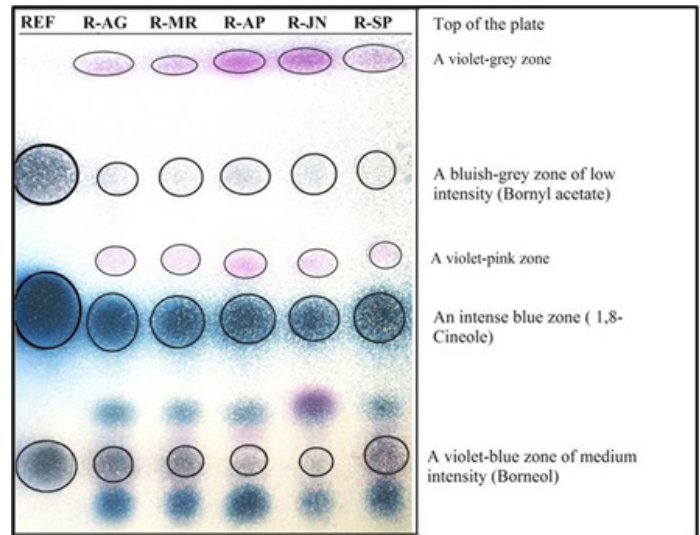 REF R-AG R-MR R-AP R-JN R-SP
Top of the plate
A violet-grey zone
A bluish-grey zone of low
intensity (Bornyl acetate)
A violet-pink zone
An intense blue zone ( 1,8-
Cineole)
A violet-blue zone of medium
intensity (Borneol)